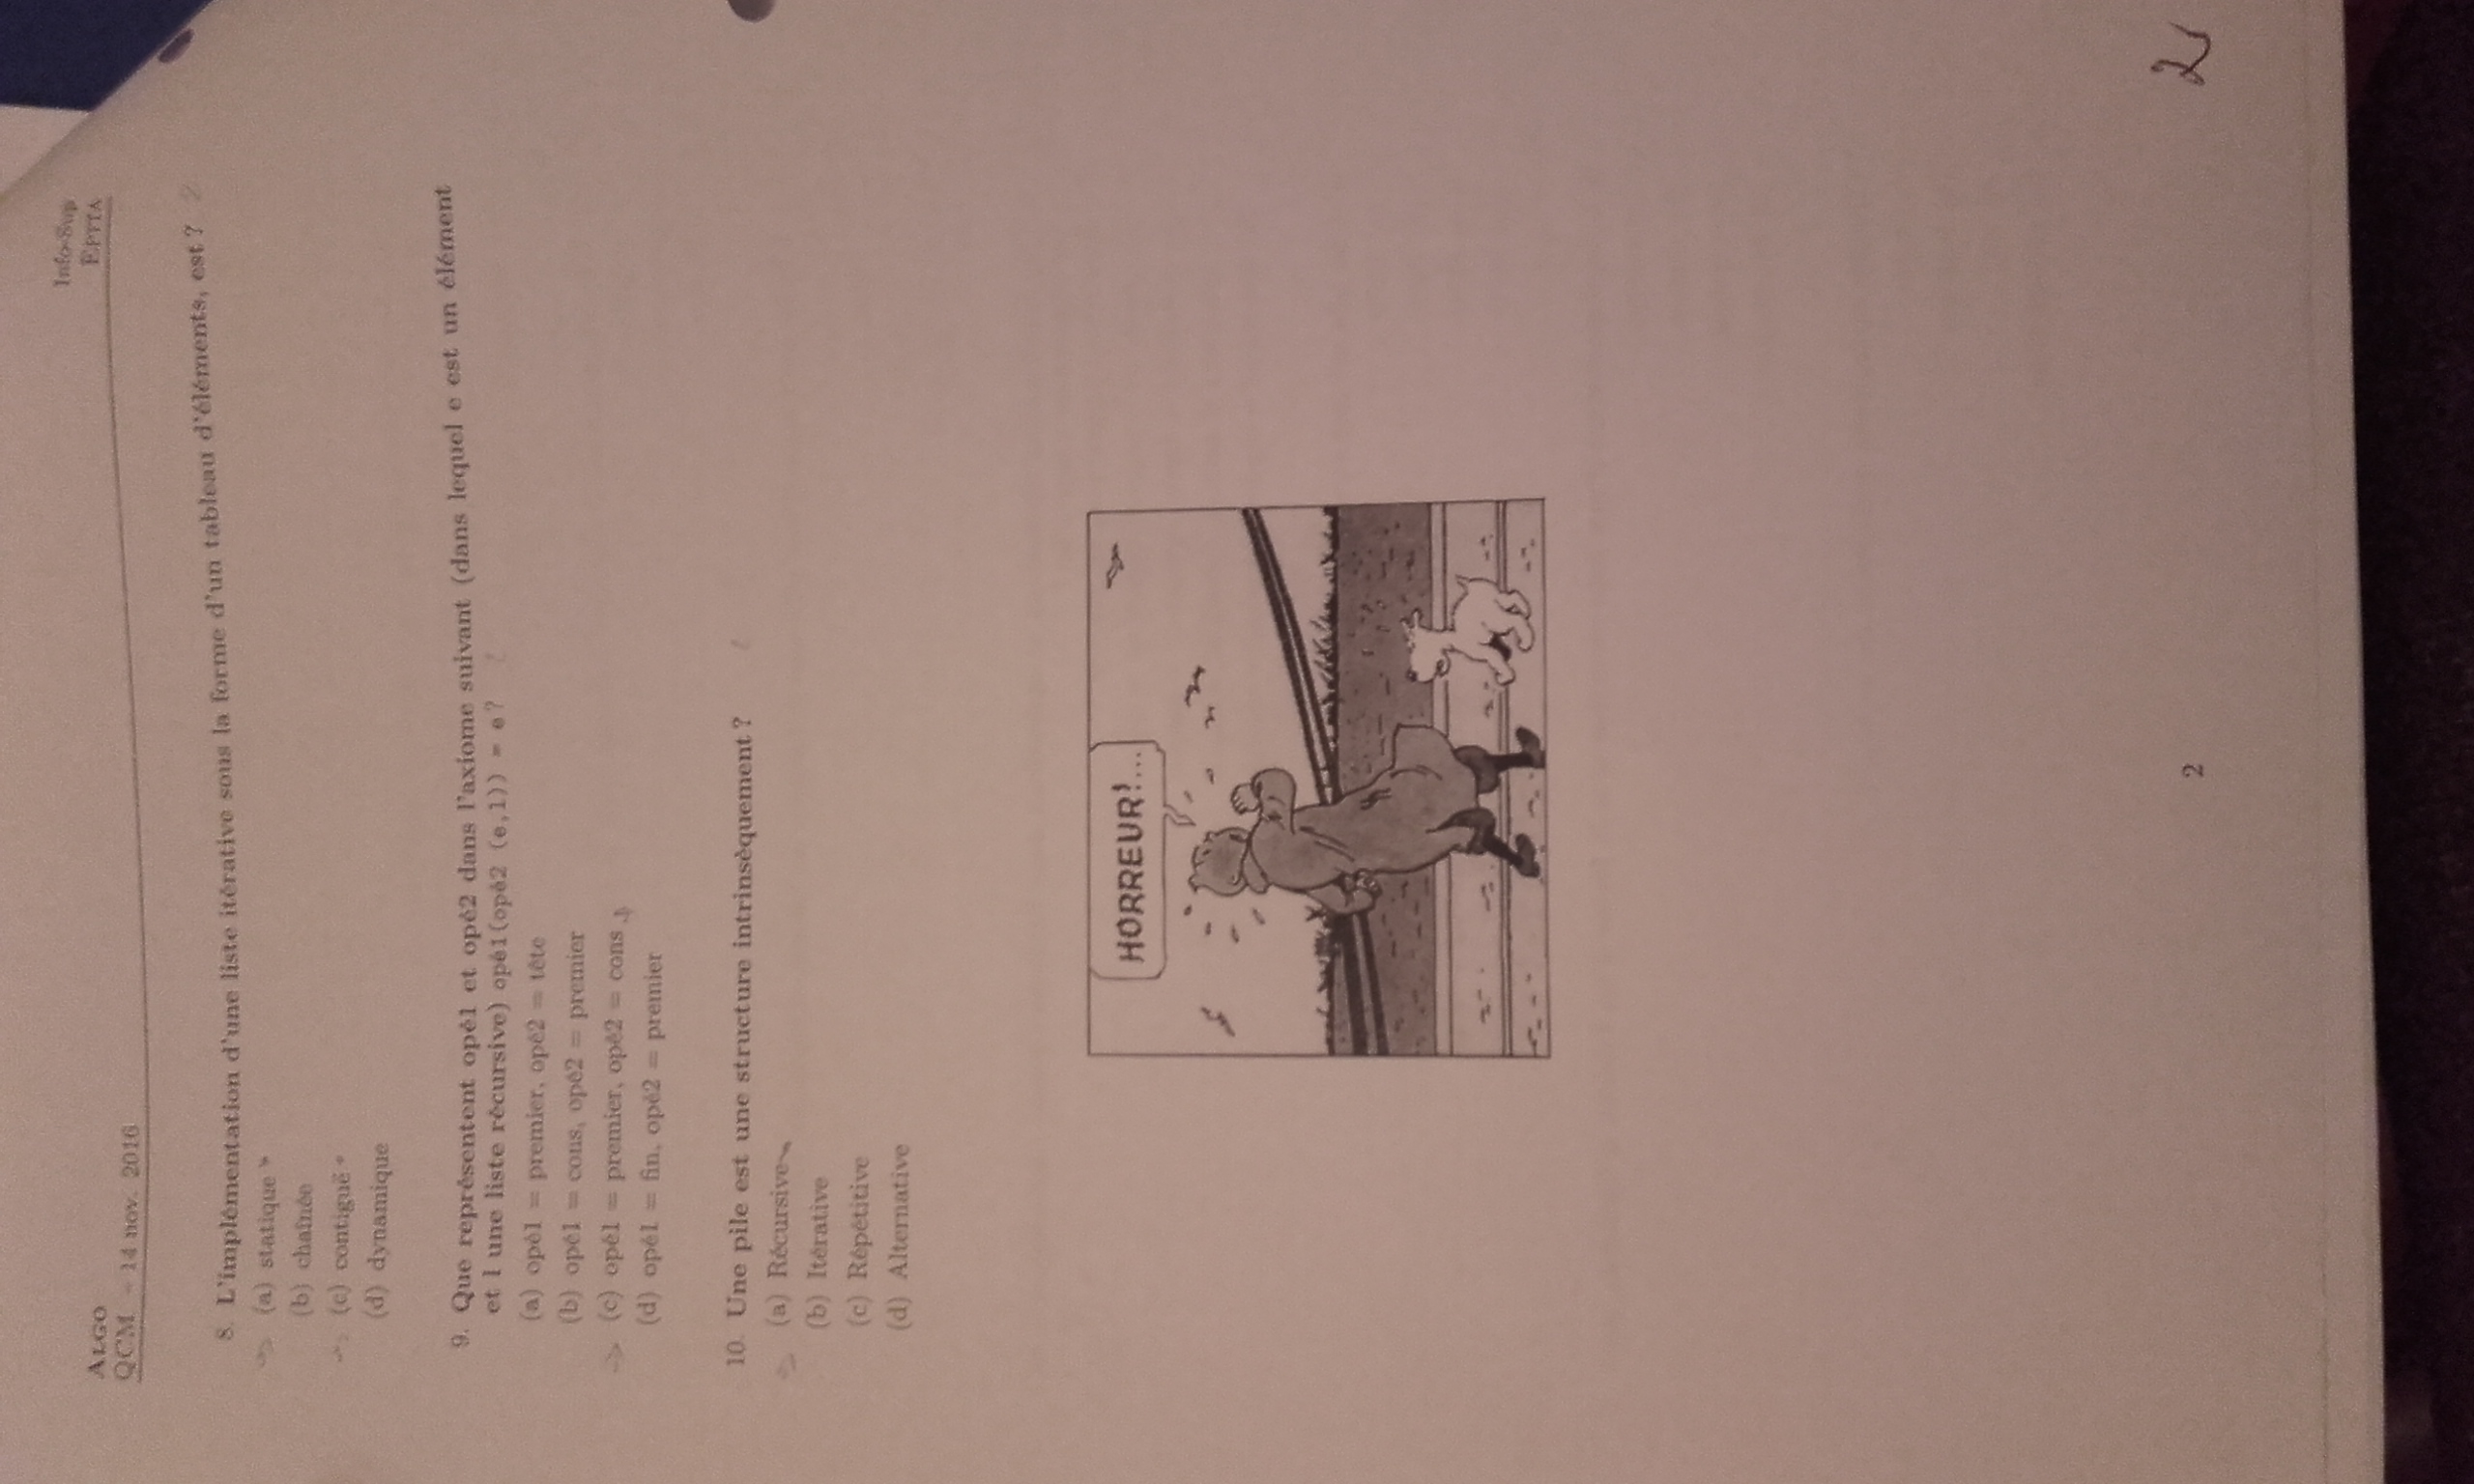 Info-Sup
ALGO
EPITA
QCM – 14 nov. 2016
8. L'implémentation d'une liste itérative sous la forme d'un tableau d'éléments, est ? 2
(a) statique
(b) chaînée
(c) contiguë
(d) dynamique
9. Que représentent opé1 et opé2 dans l'axiome suivant (dans lequel e est un élément
et l une liste récursive) opé1(opé2 (e,l)) = e ?
(a) opé1 = premier, opé2 = tête
(b) opé1 = cons, opé2 = premier
(c) opé1 = premier, opé2 = cons
(d) opé1 = fin, opé2 = premier
10. Une pile est une structure intrinsèquement ?
(a) Récursive
(b) Itérative
(c) Répétitive
(d) Alternative
HORREUR!...
2
2